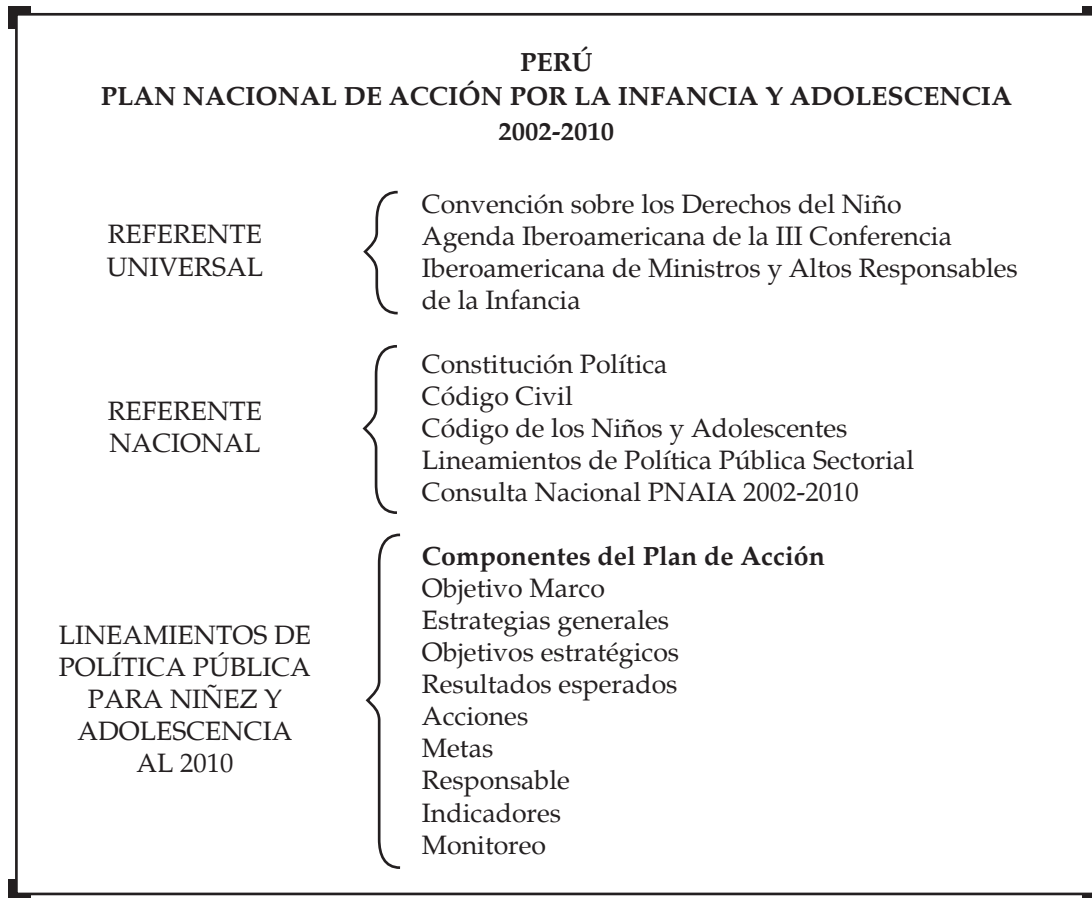 PERÚ
PLAN NACIONAL DE ACCIÓN POR LA INFANCIA Y ADOLESCENCIA
2002-2010
REFERENTE
UNIVERSAL
Convención sobre los Derechos del Niño
Agenda Iberoamericana de la III Conferencia
Iberoamericana de Ministros y Altos Responsables
de la Infancia
REFERENTE
NACIONAL
Constitución Política
Código Civil
Código de los Niños y Adolescentes
Lineamientos de Política Pública Sectorial
Consulta Nacional PNAIA 2002-2010
LINEAMIENTOS DE
POLÍTICA PÚBLICA
PARA NIÑEZ Y
ADOLESCENCIA
AL 2010
Componentes del Plan de Acción
Objetivo Marco
Estrategias generales
Objetivos estratégicos
Resultados esperados
Acciones
Metas
Responsable
Indicadores
Monitoreo